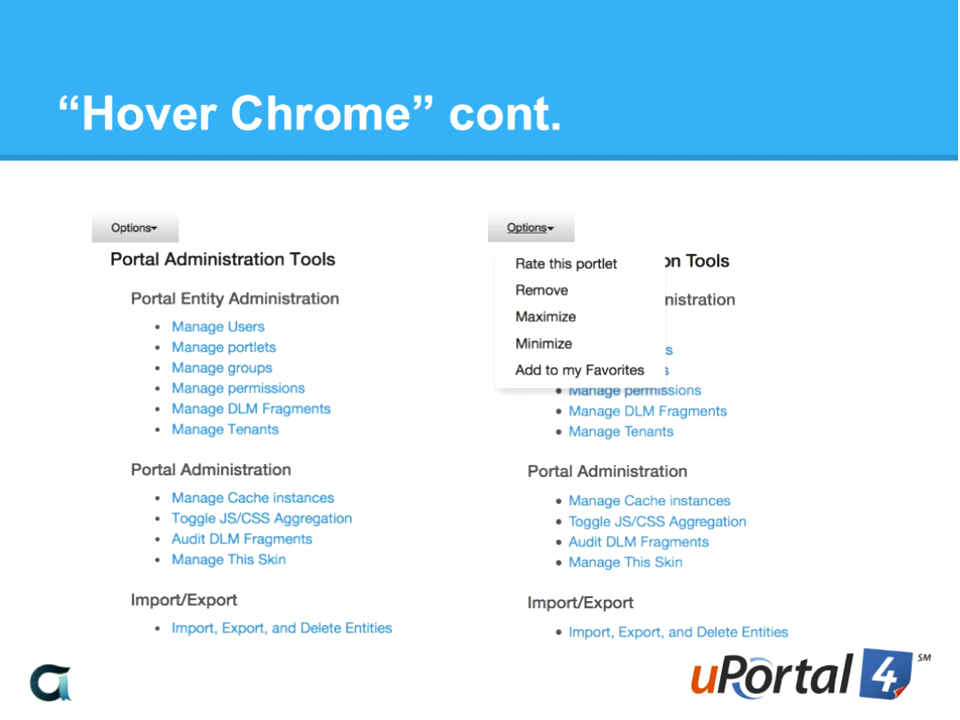 “Hover Chrome” cont.
Options
Portal Administration Tools
Portal Entity Administration
• Manage Users
• Manage portlets
• Manage groups
• Manage permissions
• Manage DLM Fragments
• Manage Tenants
Portal Administration
• Manage Cache instances
• Toggle JS/CSS Aggregation
• Audit DLM Fragments
• Manage This Skin
Import/Export
• Import, Export, and Delete Entities
Options
Rate this portlet
Remove
Maximize
Minimize
Add to my Favorites
on Tools
nistration
s
s
• Manage permissions
• Manage DLM Fragments
• Manage Tenants
Portal Administration
• Manage Cache instances
• Toggle JS/CSS Aggregation
• Audit DLM Fragments
• Manage This Skin
Import/Export
• Import, Export, and Delete Entities
uPortal 4 SM